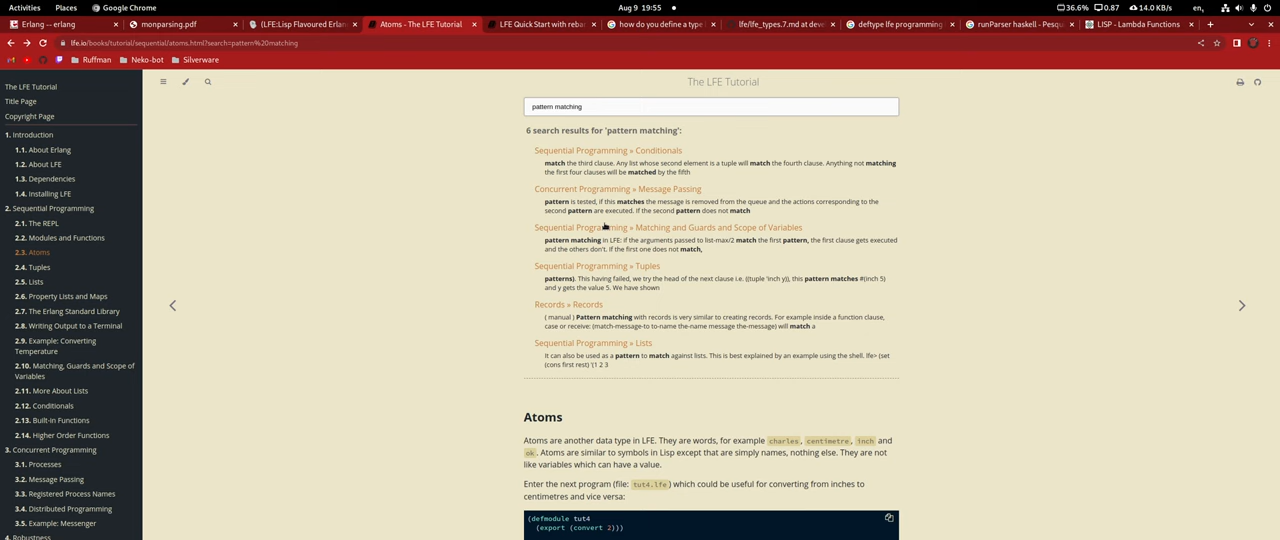 Activities Places Google Chrome Aug 9 19:55 36.6% 0.87 14.0 KB/s en
Erlang -- erlang monparsing.pdf (LFE:Lisp Flavoured Erlan Atoms - The LFE Tutorial LFE Quick Start with reba how do you define a type lfe/lfe_types.7.md at deve deftype lfe programming runParser haskell - Pesqu LISP - Lambda Functions
lfe.io/books/tutorial/sequential/atoms.html?search=pattern%20matching
Ruffman Neko-bot Silverware
The LFE Tutorial
Title Page
Copyright Page
1. Introduction
1.1. About Erlang
1.2. About LFE
1.3. Dependencies
1.4. Installing LFE
2. Sequential Programming
2.1. The REPL
2.2. Modules and Functions
2.3. Atoms
2.4. Tuples
2.5. Lists
2.6. Property Lists and Maps
2.7. The Erlang Standard Library
2.8. Writing Output to a Terminal
2.9. Example: Converting
Temperature
2.10. Matching, Guards and Scope of
Variables
2.11. More About Lists
2.12. Conditionals
2.13. Built-in Functions
2.14. Higher Order Functions
3. Concurrent Programming
3.1. Processes
3.2. Message Passing
3.3. Registered Process Names
3.4. Distributed Programming
3.5. Example: Messenger
4. Robustness
The LFE Tutorial
pattern matching
6 search results for 'pattern matching':
Sequential Programming » Conditionals
match the third clause. Any list whose second element is a tuple will match the fourth clause. Anything not matching
the first four clauses will be matched by the fifth
Concurrent Programming » Message Passing
pattern is tested, if this matches the message is removed from the queue and the actions corresponding to the
second pattern are executed. If the second pattern does not match
Sequential Programming » Matching and Guards and Scope of Variables
pattern matching in LFE: if the arguments passed to list-max/2 match the first pattern, the first clause gets executed
and the others don't. If the first one does not match,
Sequential Programming » Tuples
patterns). This having failed, we try the head of the next clause i.e. ((tuple 'inch y)), this pattern matches #(inch 5)
and y gets the value 5. We have shown
Records » Records
( manual ) Pattern matching with records is very similar to creating records. For example inside a function clause,
case or receive: (match-message-to to-name the-name message the-message) will match a
Sequential Programming » Lists
It can also be used as a pattern to match against lists. This is best explained by an example using the shell. lfe> (set
(cons first rest) '(1 2 3
Atoms
Atoms are another data type in LFE. They are words, for example charles, centimetre, inch and
ok. Atoms are similar to symbols in Lisp except that are simply names, nothing else. They are not
like variables which can have a value.
Enter the next program (file: tut4.lfe) which could be useful for converting from inches to
centimetres and vice versa:
(defmodule tut4
(export (convert 2)))